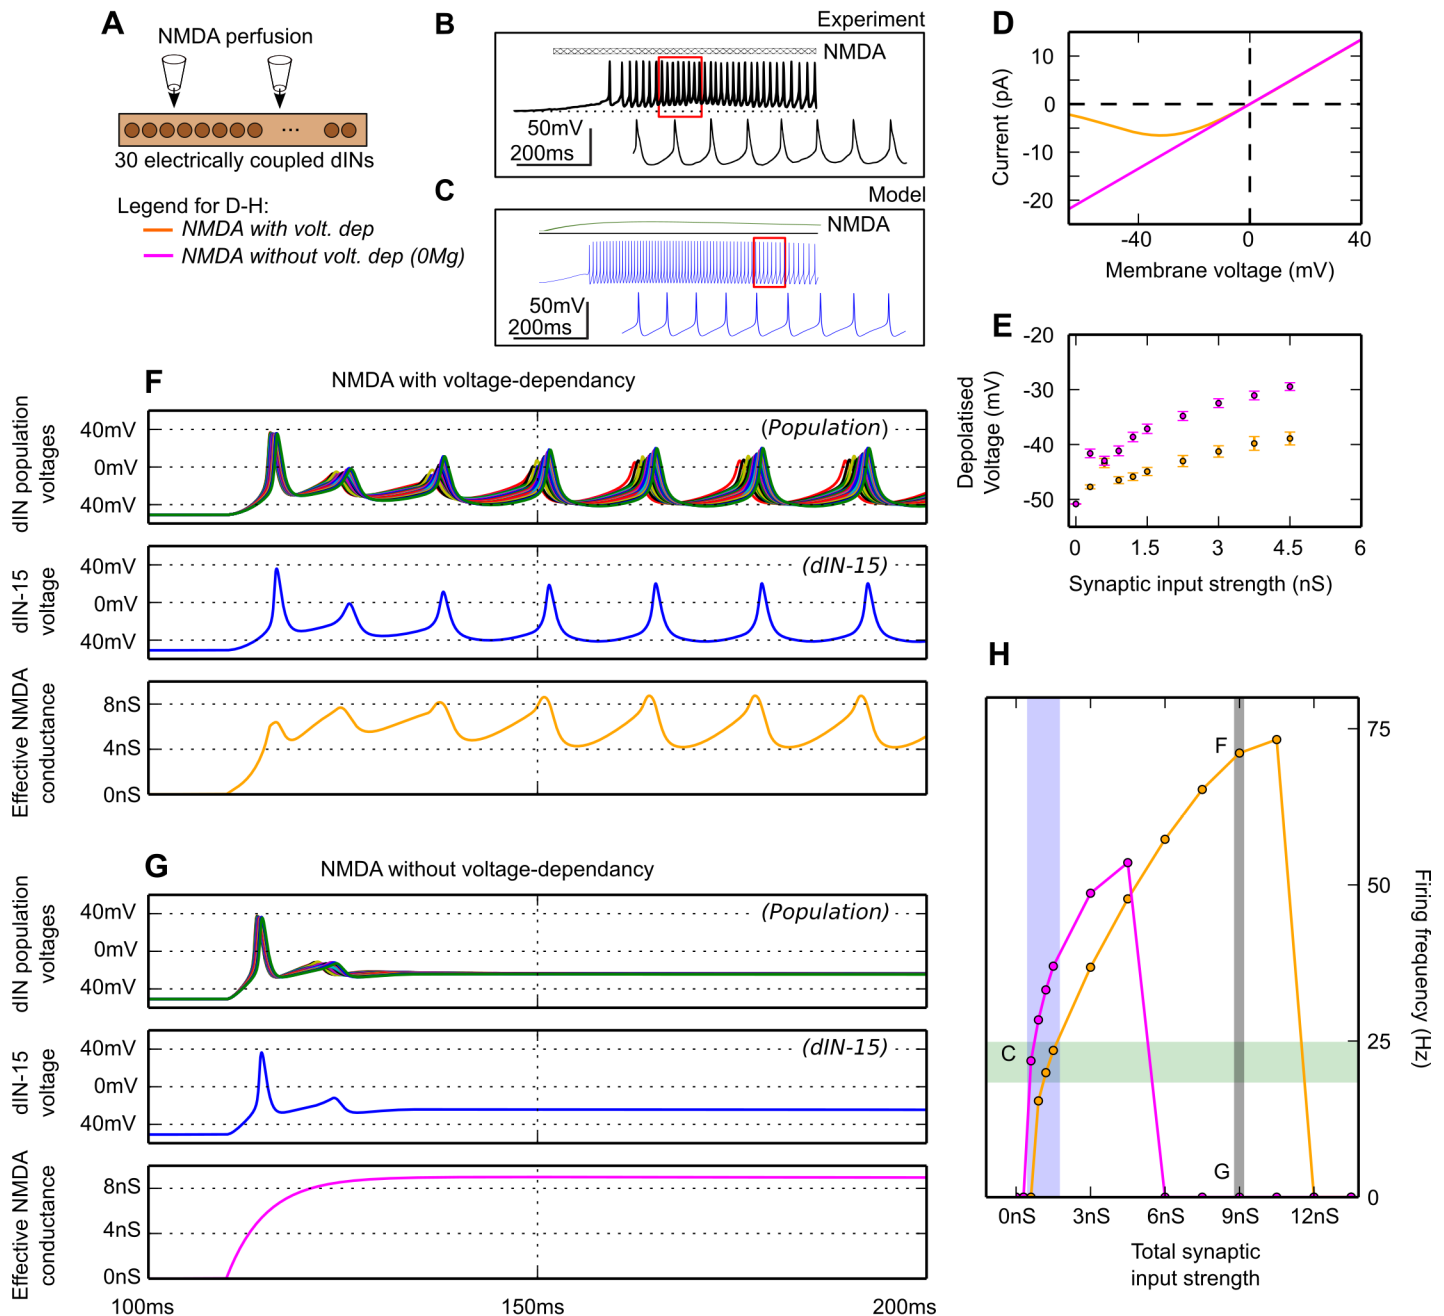 A
NMDA perfusion
...
30 electrically coupled dINs
Legend for D-H:
NMDA with volt. dep
NMDA without volt. dep (0Mg)
B
Experiment
NMDA
50mV
200ms
C
Model
NMDA
50mV
200ms
D
Current (pA)
10
0
-10
-20
-40
0
40
Membrane voltage (mV)
E
Depolatised
Voltage (mV)
-20
-30
-40
-50
0
1.5
3
4.5
6
Synaptic input strength (nS)
F
NMDA with voltage-dependancy
dIN population
voltages
40mV
0mV
40mV
(Population)
dIN-15
voltage
40mV
0mV
40mV
(dIN-15)
Effective NMDA
conductance
8nS
4nS
0nS
G
NMDA without voltage-dependancy
dIN population
voltages
40mV
0mV
40mV
(Population)
dIN-15
voltage
40mV
0mV
40mV
(dIN-15)
Effective NMDA
conductance
8nS
4nS
0nS
100ms
150ms
200ms
H
F
C
G
75
50
25
0
Firing frequency (Hz)
0nS
3nS
6nS
9nS
12nS
Total synaptic
input strength